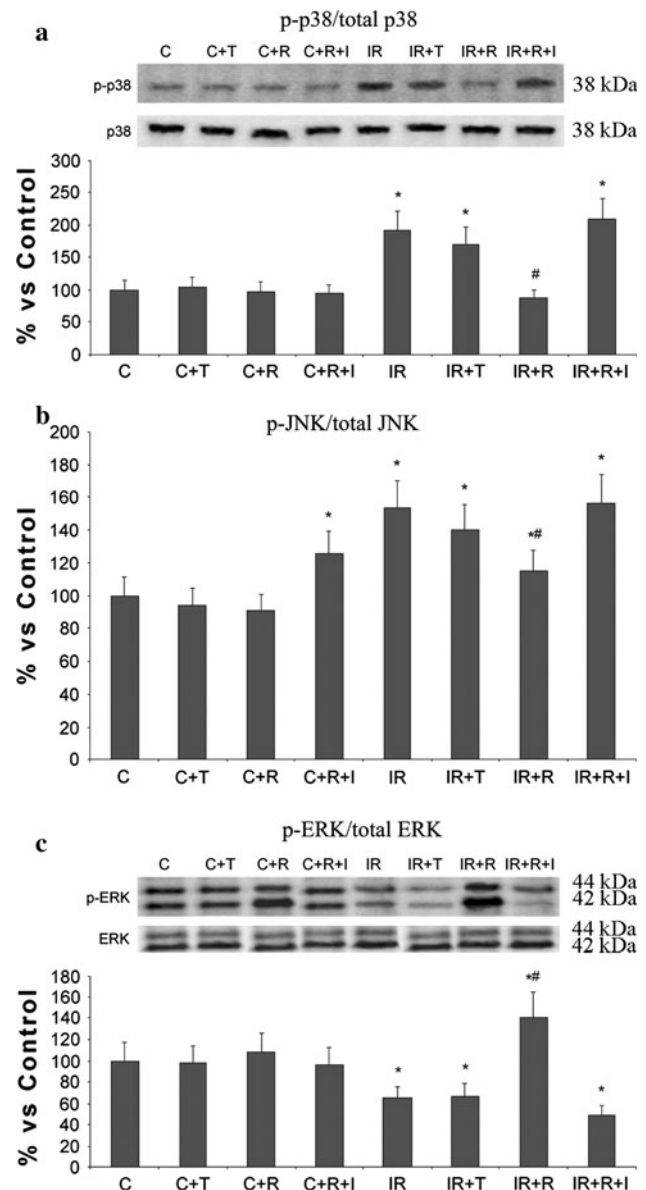 a
p-p38/total p38
C C+T C+R C+R+I IR IR+T IR+R IR+R+I
p-p38 38 kDa
p38 38 kDa
300
250
200
150
100
50
0
% vs Control
* * # *
C C+T C+R C+R+I IR IR+T IR+R IR+R+I
b
p-JNK/total JNK
200
180
160
140
120
100
80
60
40
20
0
% vs Control
* * * *# *
C C+T C+R C+R+I IR IR+T IR+R IR+R+I
c
p-ERK/total ERK
C C+T C+R C+R+I IR IR+T IR+R IR+R+I
p-ERK 44 kDa
42 kDa
ERK 44 kDa
42 kDa
180
160
140
120
100
80
60
40
20
0
% vs Control
* * *# *
C C+T C+R C+R+I IR IR+T IR+R IR+R+I